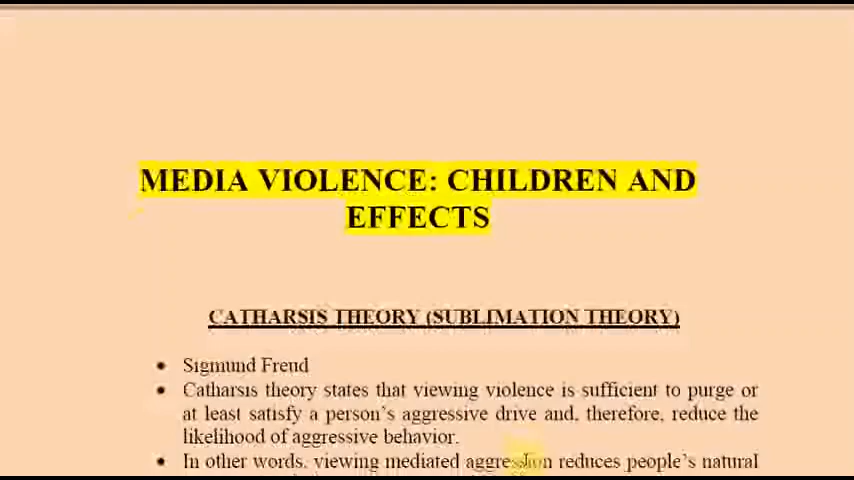 MEDIA VIOLENCE: CHILDREN AND
EFFECTS
CATHARSIS THEORY (SUBLIMATION THEORY)
• Sigmund Freud
• Catharsis theory states that viewing violence is sufficient to purge or
at least satisfy a person's aggressive drive and, therefore, reduce the
likelihood of aggressive behavior.
• In other words, viewing mediated aggression reduces people's natural